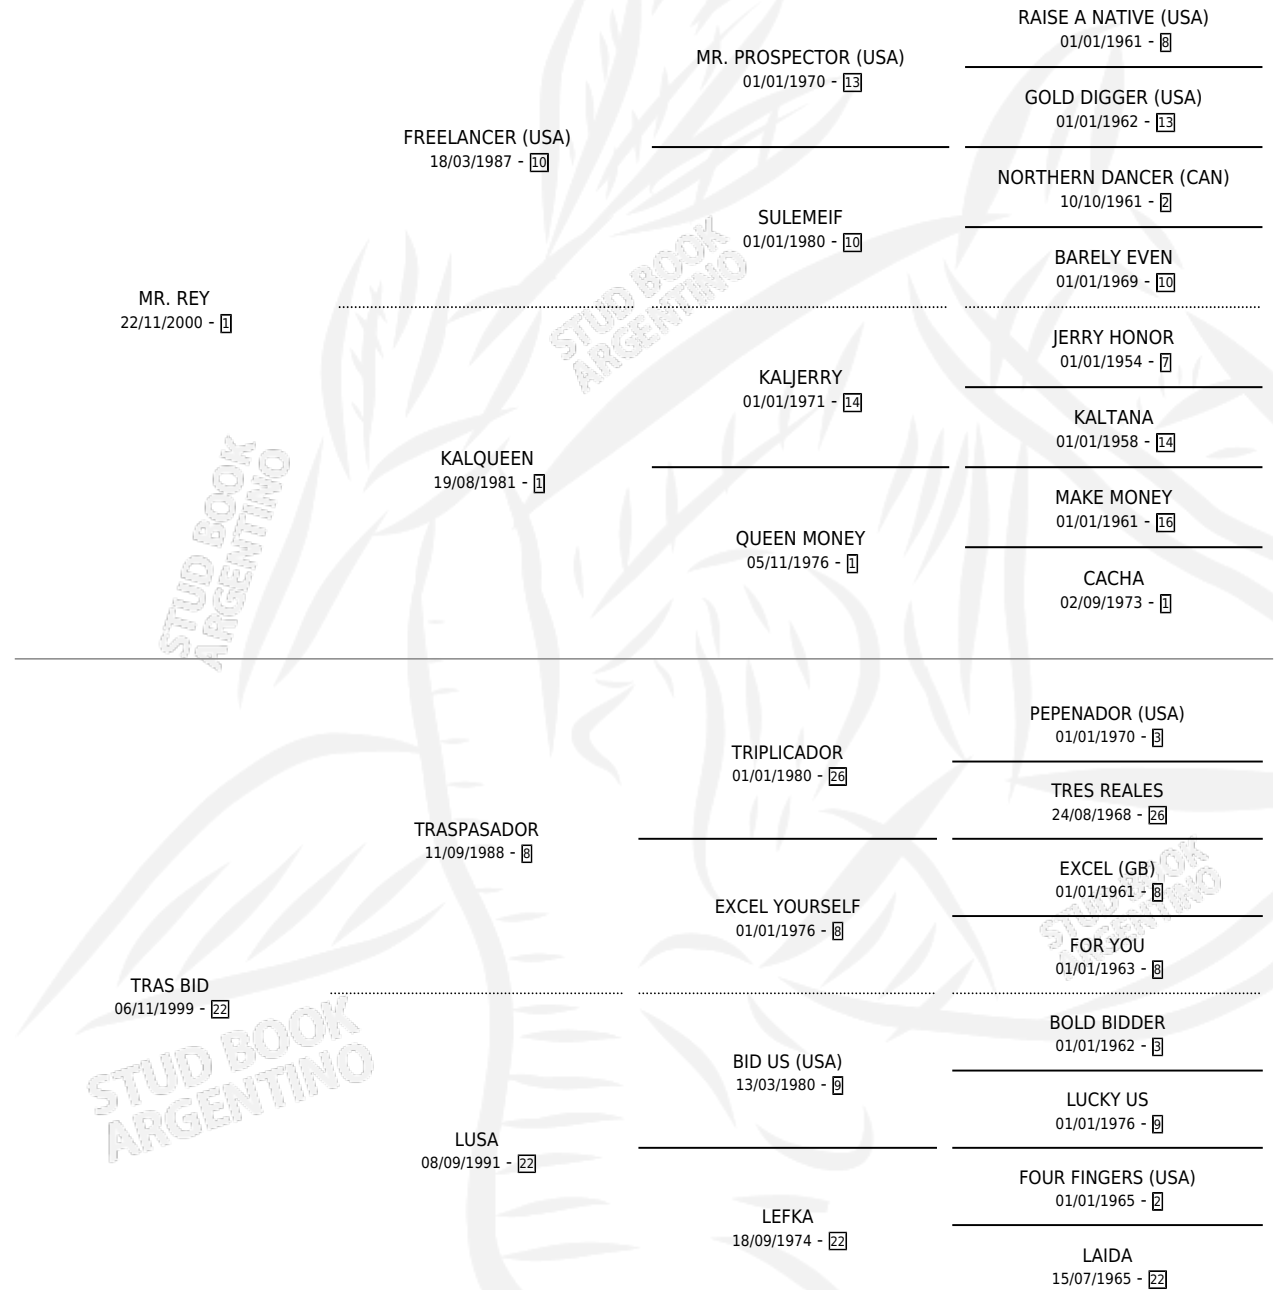 RAISE A NATIVE (USA)
01/01/1961 - 8
MR. PROSPECTOR (USA)
01/01/1970 - 13
GOLD DIGGER (USA)
01/01/1962 - 13
FREELANCER (USA)
18/03/1987 - 10
NORTHERN DANCER (CAN)
10/10/1961 - 2
SULEMEIF
01/01/1980 - 10
BARELY EVEN
01/01/1969 - 10
MR. REY
22/11/2000 - 1
JERRY HONOR
01/01/1954 - 7
KALJERRY
01/01/1971 - 14
KALTANA
01/01/1958 - 14
KALQUEEN
19/08/1981 - 1
MAKE MONEY
01/01/1961 - 16
QUEEN MONEY
05/11/1976 - 1
CACHA
02/09/1973 - 1
PEPENADOR (USA)
01/01/1970 - 3
TRIPLICADOR
01/01/1980 - 26
TRES REALES
24/08/1968 - 26
TRASPASADOR
11/09/1988 - 8
EXCEL (GB)
01/01/1961 - 8
EXCEL YOURSELF
01/01/1976 - 8
FOR YOU
01/01/1963 - 8
TRAS BID
06/11/1999 - 22
BOLD BIDDER
01/01/1962 - 3
BID US (USA)
13/03/1980 - 9
LUCKY US
01/01/1976 - 9
LUSA
08/09/1991 - 22
FOUR FINGERS (USA)
01/01/1965 - 2
LEFKA
18/09/1974 - 22
LAIDA
15/07/1965 - 22
STUD BOOK
ARGENTINO
STUD BOOK
ARGENTINO
STUD BOOK
ARGENTINO
STUD BOOK
ARGENTINO